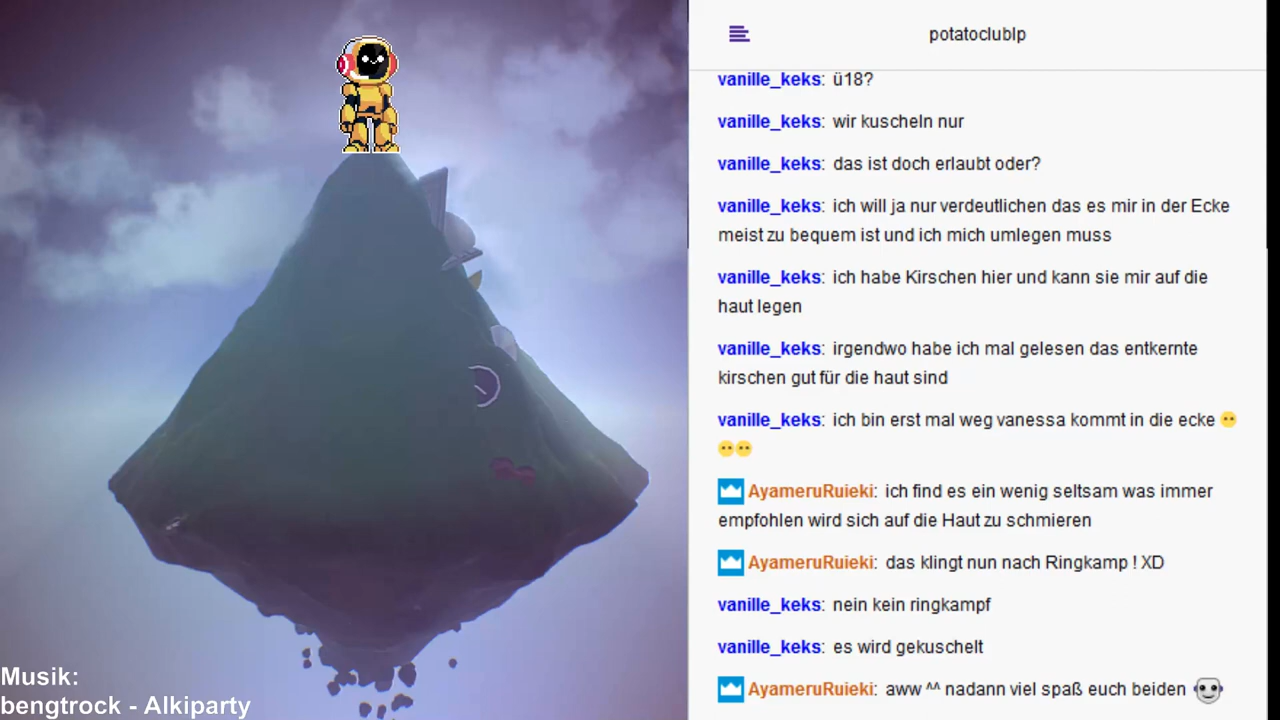 potatoclublp
vanille_keks: ü18?
vanille_keks: wir kuscheln nur
vanille_keks: das ist doch erlaubt oder?
vanille_keks: ich will ja nur verdeutlichen das es mir in der Ecke
meist zu bequem ist und ich mich umlegen muss
vanille_keks: ich habe Kirschen hier und kann sie mir auf die
haut legen
vanille_keks: irgendwo habe ich mal gelesen das entkernte
kirschen gut für die haut sind
vanille_keks: ich bin erst mal weg vanessa kommt in die ecke
AyameruRuieki: ich find es ein wenig seltsam was immer
empfohlen wird sich auf die Haut zu schmieren
AyameruRuieki: das klingt nun nach Ringkamp ! XD
vanille_keks: nein kein ringkampf
vanille_keks: es wird gekuschelt
AyameruRuieki: aww ^^ nadann viel spaß euch beiden
Musik:
bengtrock - Alkiparty